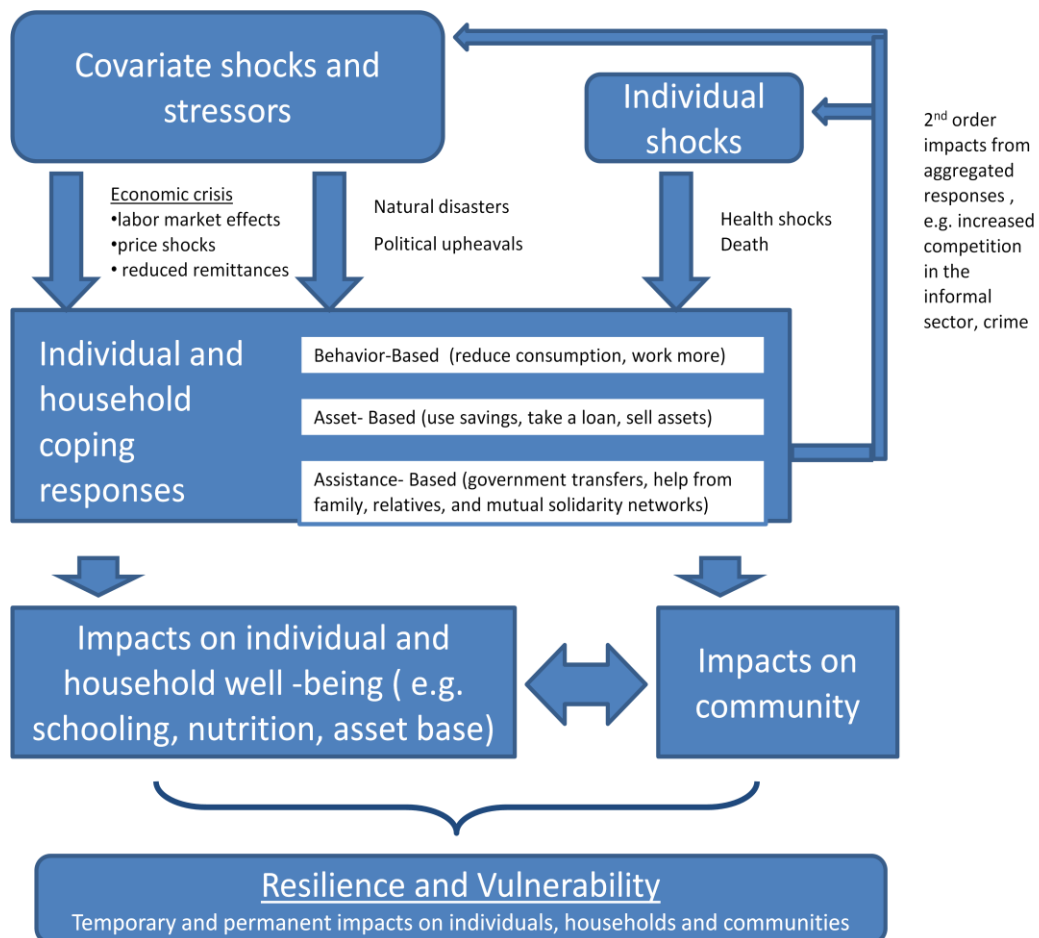 Covariate shocks and
stressors
Individual
shocks
2nd order
impacts from
aggregated
responses ,
e.g. increased
competition
in the
informal
sector, crime
Economic crisis
•labor market effects
•price shocks
• reduced remittances
Natural disasters
Political upheavals
Health shocks
Death
Individual and
household
coping
responses
Behavior-Based (reduce consumption, work more)
Asset- Based (use savings, take a loan, sell assets)
Assistance- Based (government transfers, help from
family, relatives, and mutual solidarity networks)
Impacts on individual and
household well -being ( e.g.
schooling, nutrition, asset base)
Impacts on
community
Resilience and Vulnerability
Temporary and permanent impacts on individuals, households and communities